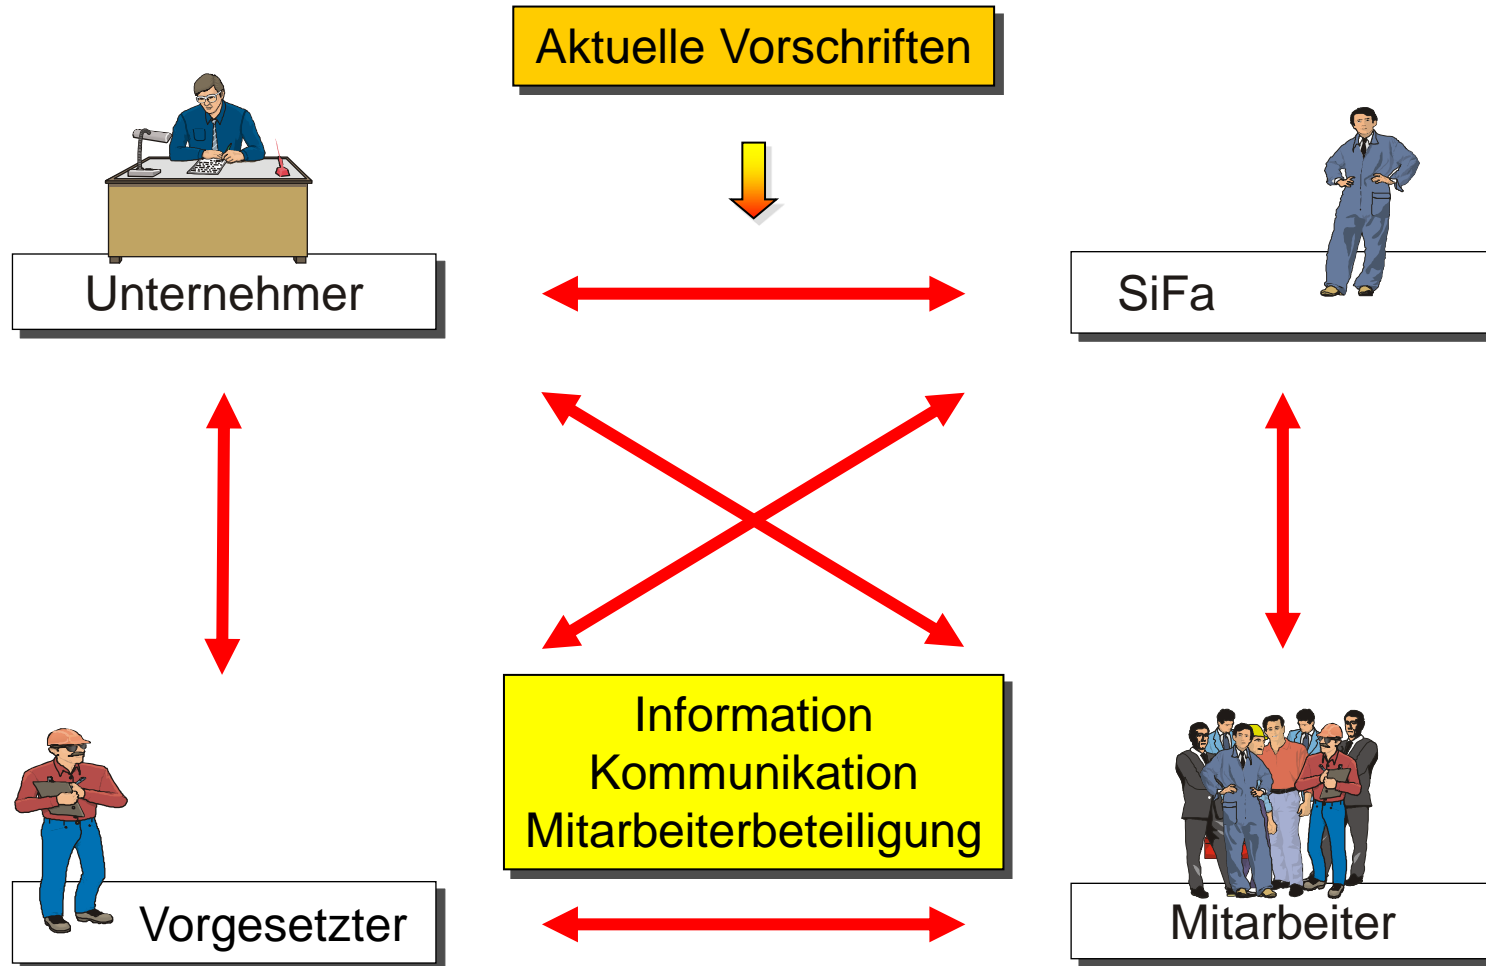 Aktuelle Vorschriften
Unternehmer
SiFa
Information
Kommunikation
Mitarbeiterbeteiligung
Vorgesetzter
Mitarbeiter